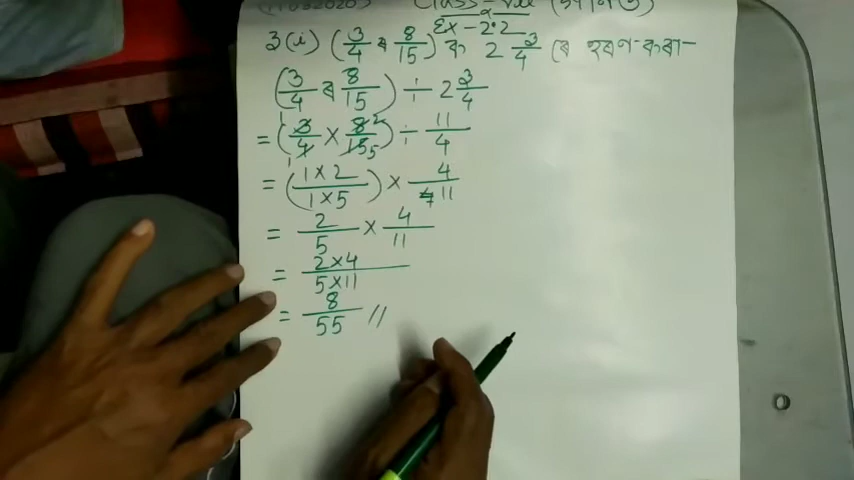 Class-VIII
Ex-2.2
3(i) (3/4 ৰ 8/15) ক 2 3/4 ৰে হৰণ কৰা-
(3/4 ৰ 8/15) ÷ 2 3/4
= (3/4 × 8/15) ÷ 11/4
= (1×2/1×5) × 4/11
= 2/5 × 4/11
= 2×4/5×11
= 8/55 //